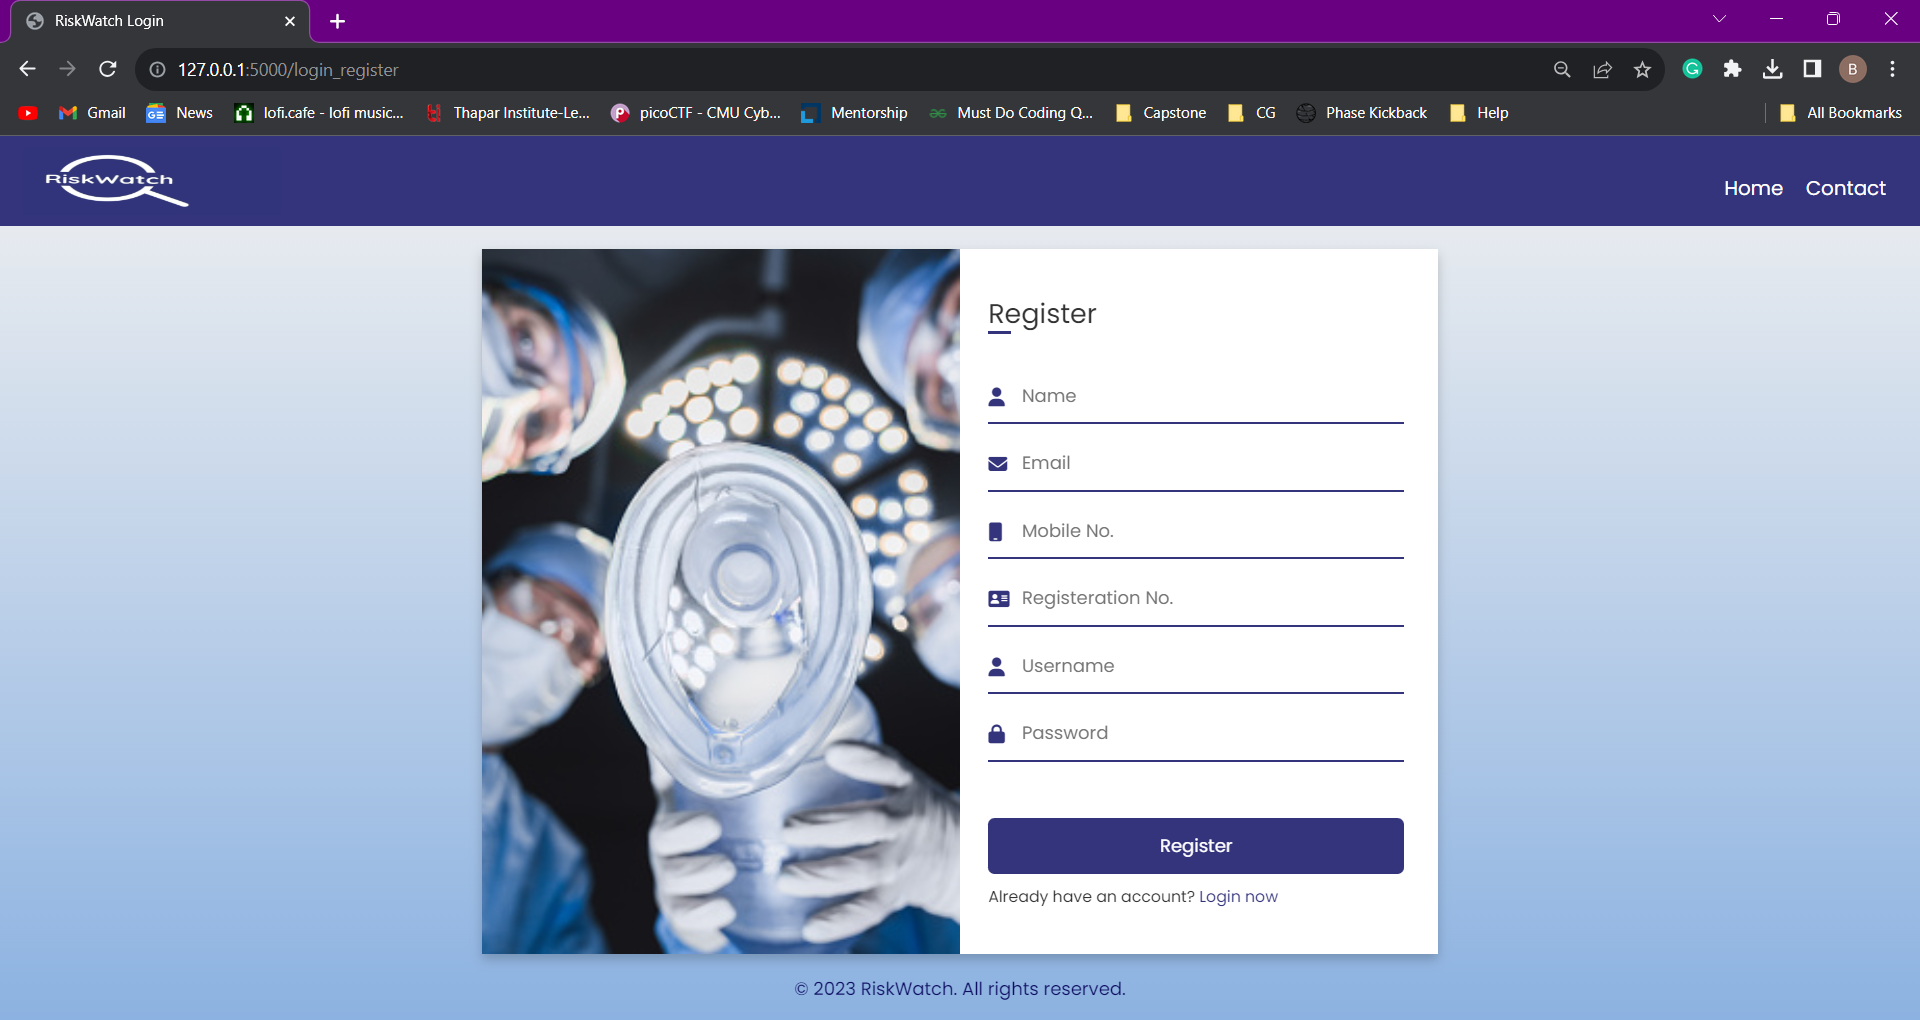 RiskWatch Login
127.0.0.1:5000/login_register
G
B
Gmail
News
lofi.cafe - lofi music...
Thapar Institute-Le...
picoCTF - CMU Cyb...
Mentorship
Must Do Coding Q...
Capstone
CG
Phase Kickback
Help
All Bookmarks
RiskWatch
Home
Contact
Register
Name
Email
Mobile No.
Registeration No.
Username
Password
Register
Already have an account? Login now
© 2023 RiskWatch. All rights reserved.